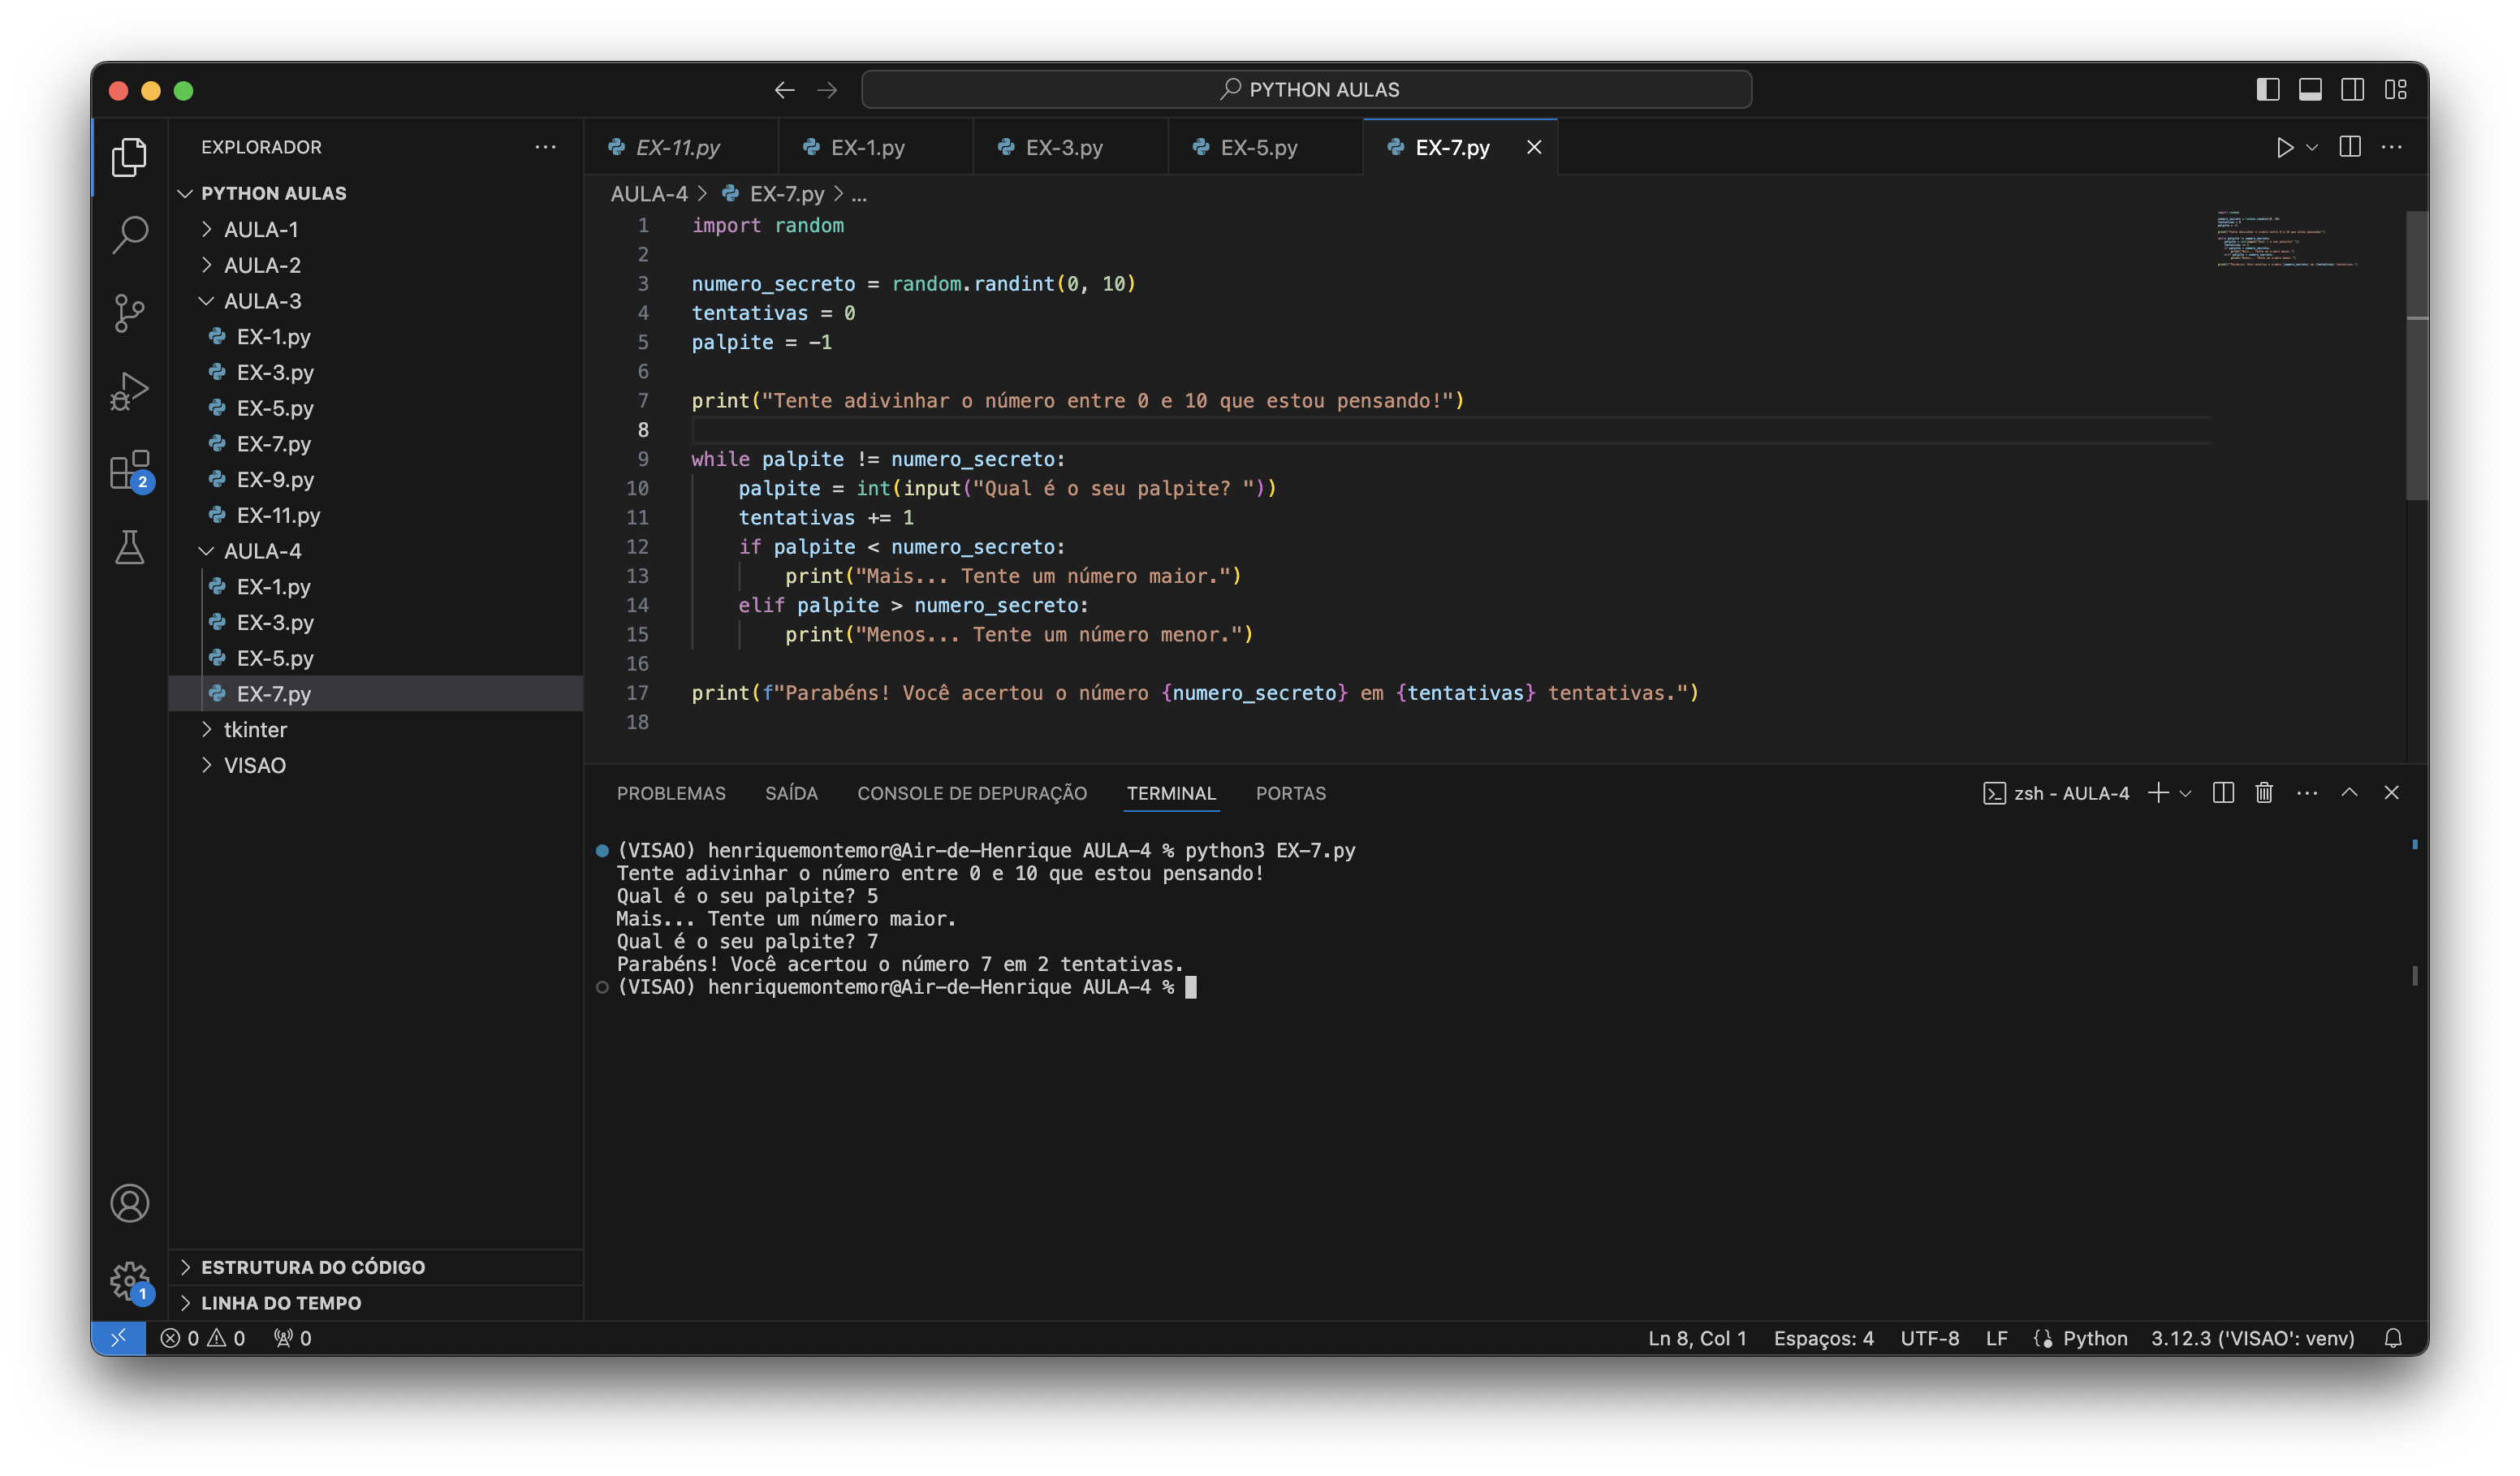 PYTHON AULAS
EXPLORADOR
EX-11.py
EX-1.py
EX-3.py
EX-5.py
EX-7.py
PYTHON AULAS
AULA-1
AULA-2
AULA-3
EX-1.py
EX-3.py
EX-5.py
EX-7.py
EX-9.py
EX-11.py
AULA-4
EX-1.py
EX-3.py
EX-5.py
EX-7.py
tkinter
VISAO
2
ESTRUTURA DO CÓDIGO
1
LINHA DO TEMPO
AULA-4 > EX-7.py > ...
1 import random
2
3 numero_secreto = random.randint(0, 10)
4 tentativas = 0
5 palpite = -1
6
7 print("Tente adivinhar o número entre 0 e 10 que estou pensando!")
8
9 while palpite != numero_secreto:
10 palpite = int(input("Qual é o seu palpite? "))
11 tentativas += 1
12 if palpite < numero_secreto:
13 print("Mais... Tente um número maior.")
14 elif palpite > numero_secreto:
15 print("Menos... Tente um número menor.")
16
17 print(f"Parabéns! Você acertou o número {numero_secreto} em {tentativas} tentativas.")
18
PROBLEMAS SAÍDA CONSOLE DE DEPURAÇÃO TERMINAL PORTAS
zsh - AULA-4
(VISAO) henriquemontemor@Air-de-Henrique AULA-4 % python3 EX-7.py
Tente adivinhar o número entre 0 e 10 que estou pensando!
Qual é o seu palpite? 5
Mais... Tente um número maior.
Qual é o seu palpite? 7
Parabéns! Você acertou o número 7 em 2 tentativas.
(VISAO) henriquemontemor@Air-de-Henrique AULA-4 %
0 0 0
Ln 8, Col 1 Espaços: 4 UTF-8 LF Python 3.12.3 ('VISAO': venv)